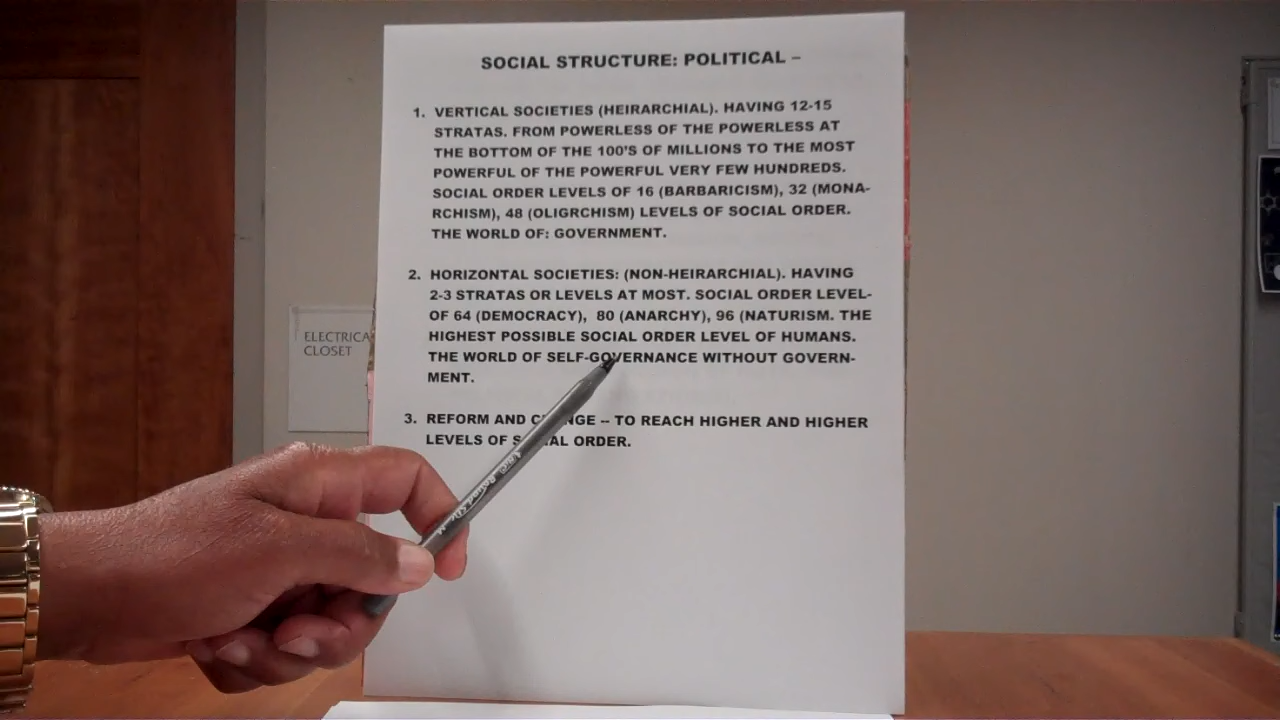 SOCIAL STRUCTURE: POLITICAL –
1. VERTICAL SOCIETIES (HEIRARCHIAL). HAVING 12-15
STRATAS. FROM POWERLESS OF THE POWERLESS AT
THE BOTTOM OF THE 100'S OF MILLIONS TO THE MOST
POWERFUL OF THE POWERFUL VERY FEW HUNDREDS.
SOCIAL ORDER LEVELS OF 16 (BARBARICISM), 32 (MONA-
RCHISM), 48 (OLIGRCHISM) LEVELS OF SOCIAL ORDER.
THE WORLD OF: GOVERNMENT.
2. HORIZONTAL SOCIETIES: (NON-HEIRARCHIAL). HAVING
2-3 STRATAS OR LEVELS AT MOST. SOCIAL ORDER LEVEL-
OF 64 (DEMOCRACY), 80 (ANARCHY), 96 (NATURISM. THE
HIGHEST POSSIBLE SOCIAL ORDER LEVEL OF HUMANS.
THE WORLD OF SELF-GOVERNANCE WITHOUT GOVERN-
MENT.
3. REFORM AND CHANGE -- TO REACH HIGHER AND HIGHER
LEVELS OF SOCIAL ORDER.
ELECTRICA
CLOSET